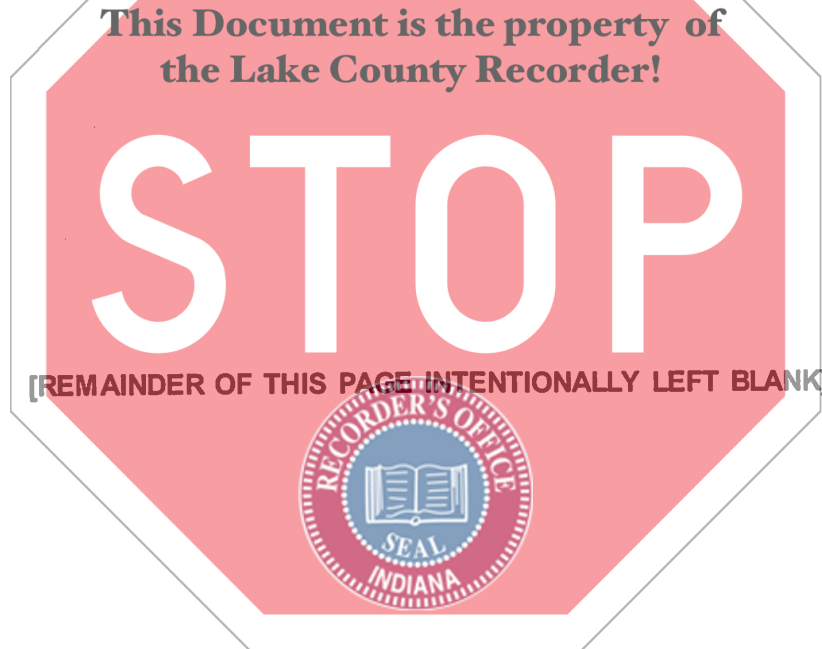 This Document is the property of
the Lake County Recorder!
STOP
[REMAINDER OF THIS PAGE INTENTIONALLY LEFT BLANK]
RECORDER'S OFFICE
SEAL
INDIANA